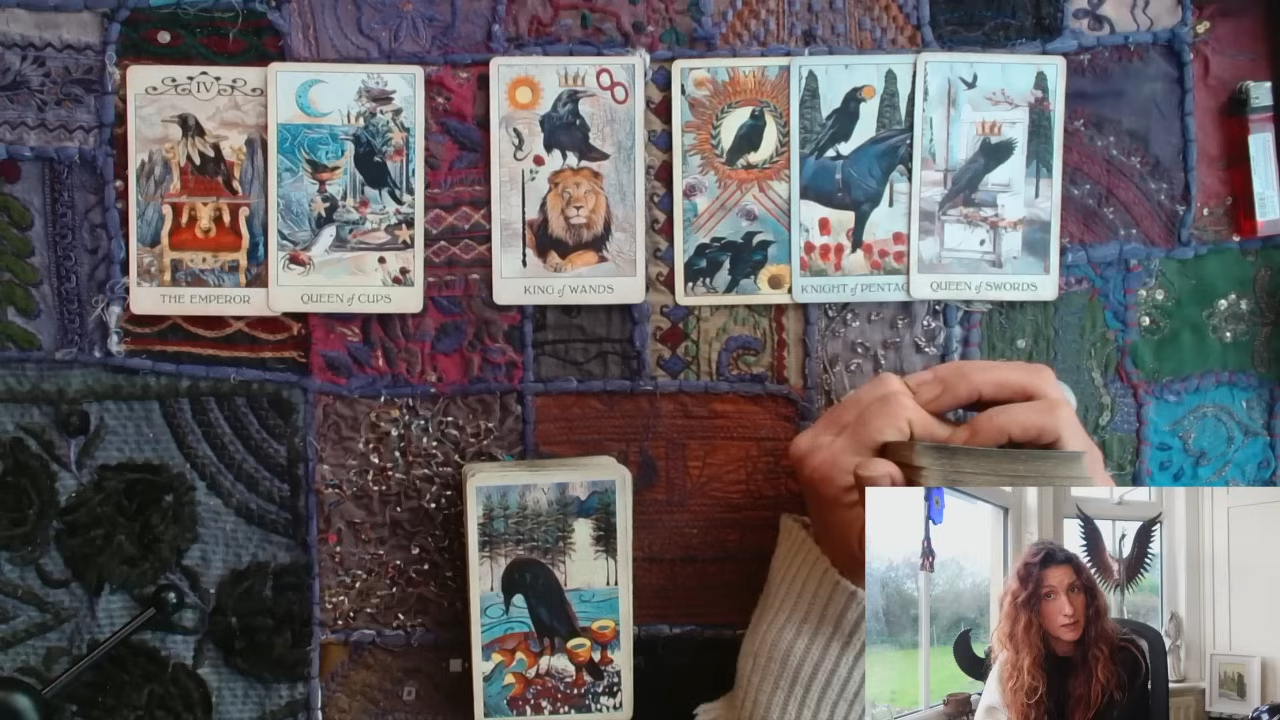 IV
THE EMPEROR
QUEEN of CUPS
KING of WANDS
KNIGHT of PENTAC
QUEEN of SWORDS
V